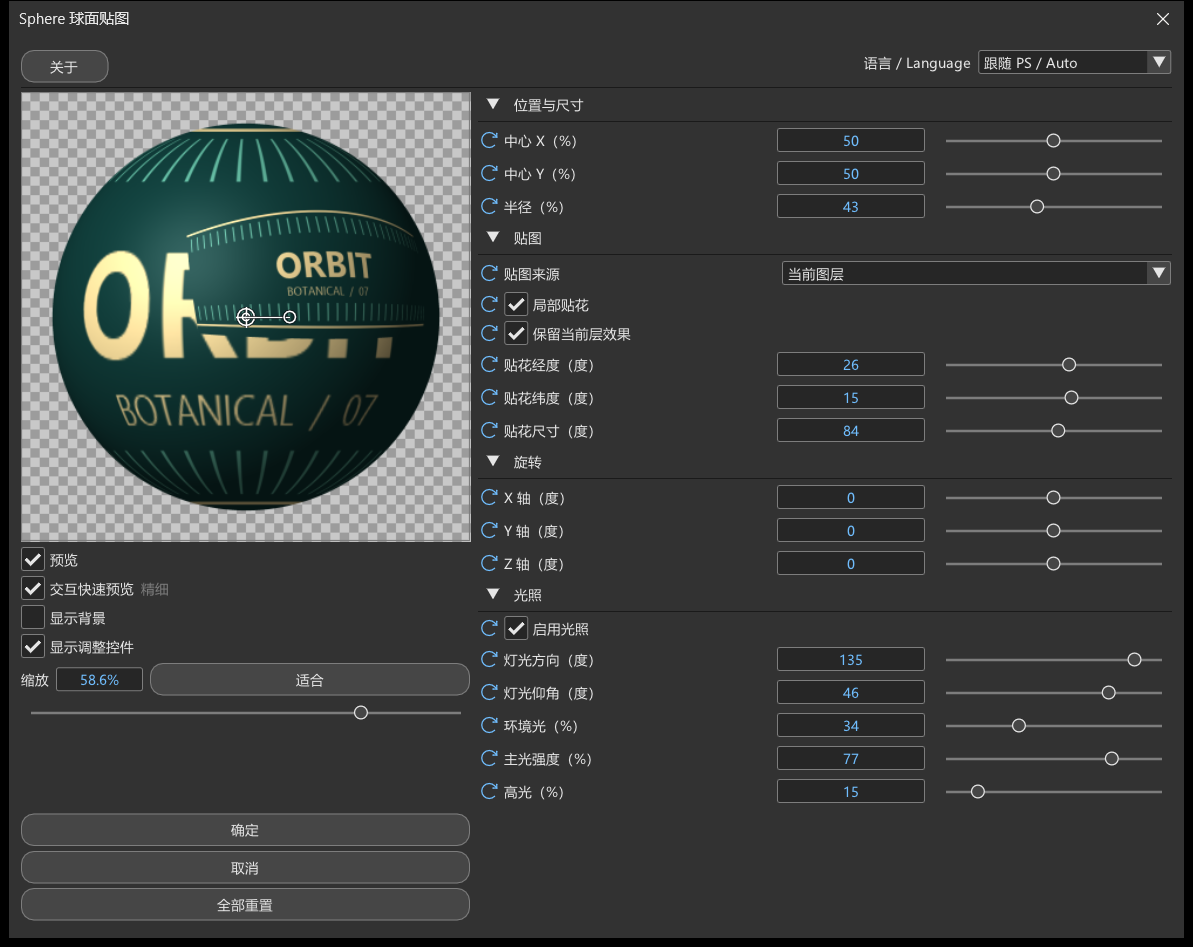 Sphere 球面贴图
关于
语言 / Language 跟随 PS / Auto
ORBIT
BOTANICAL / 07
ORBIT
BOTANICAL / 07
预览
交互快速预览 精细
显示背景
显示调整控件
缩放 58.6% 适合
确定
取消
全部重置
位置与尺寸
中心 X（%） 50
中心 Y（%） 50
半径（%） 43
贴图
贴图来源 当前图层
局部贴花
保留当前层效果
贴花经度（度） 26
贴花纬度（度） 15
贴花尺寸（度） 84
旋转
X 轴（度） 0
Y 轴（度） 0
Z 轴（度） 0
光照
启用光照
灯光方向（度） 135
灯光仰角（度） 46
环境光（%） 34
主光强度（%） 77
高光（%） 15